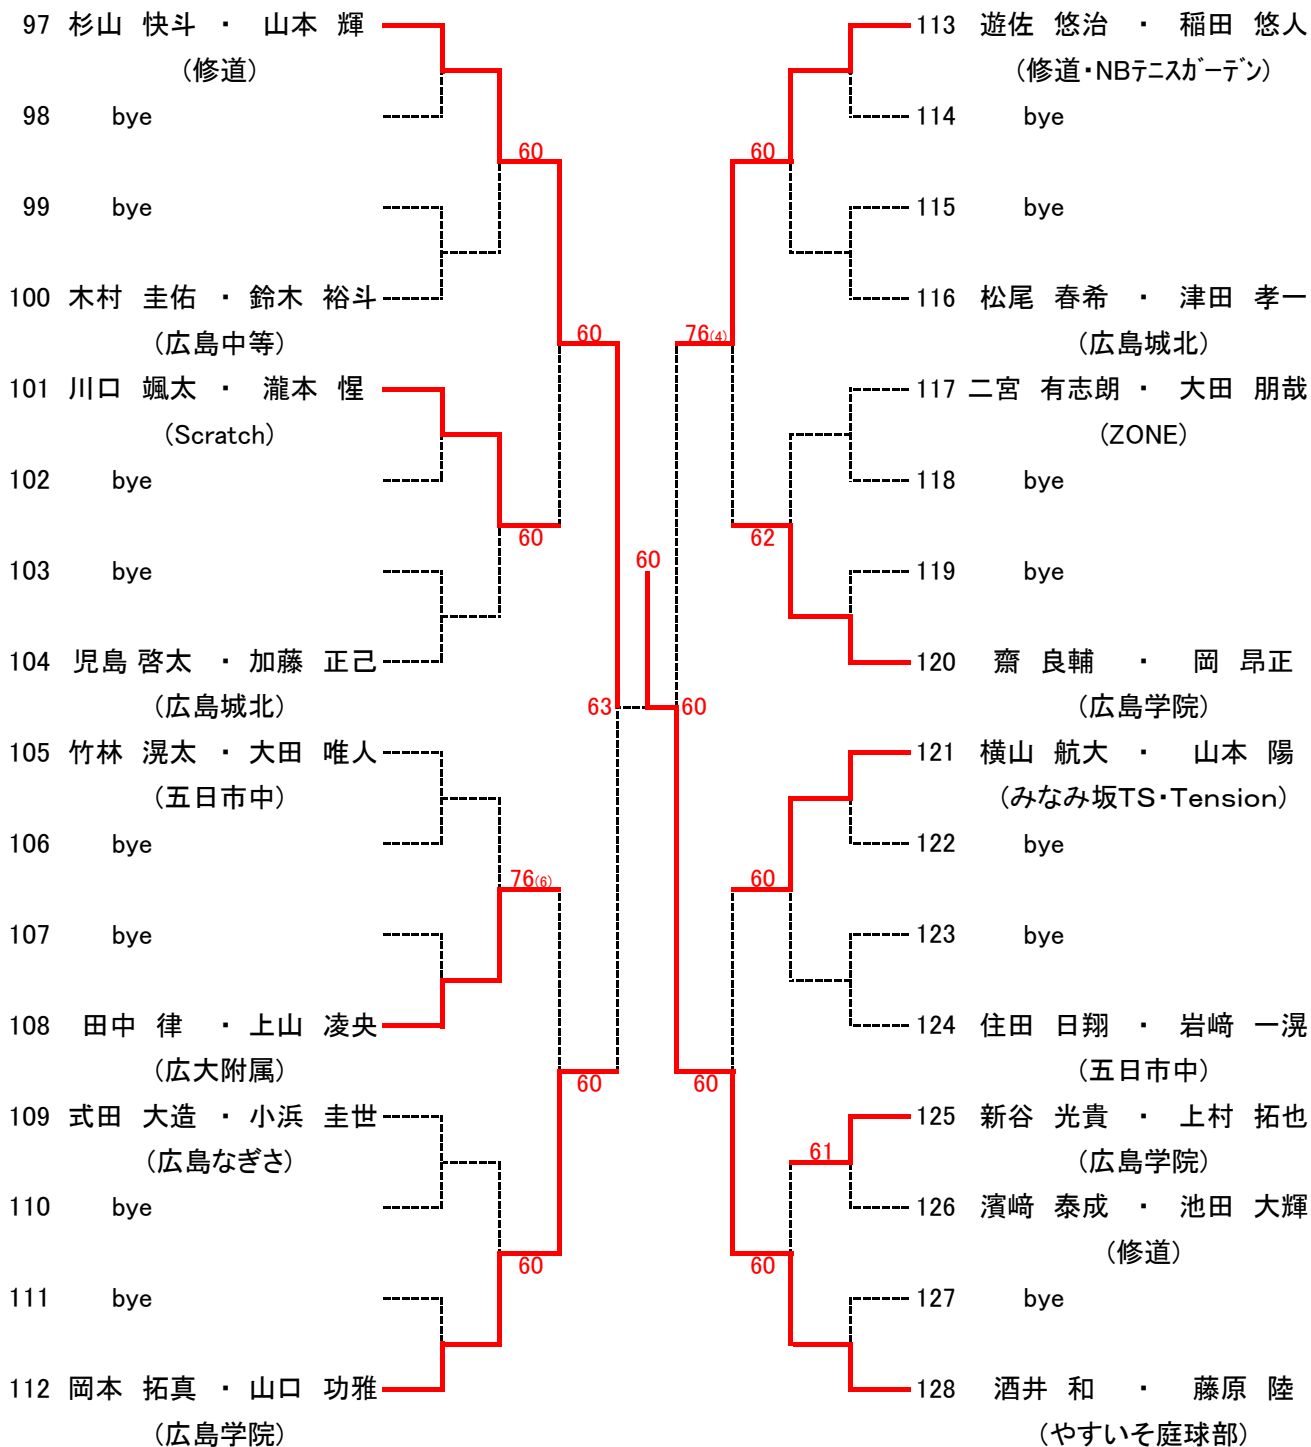 97 杉山 快斗 ・ 山本 輝
(修道)
98 bye
60
99 bye
100 木村 圭佑 ・ 鈴木 裕斗
60
(広島中等)
101 川口 颯太 ・ 瀧本 惺
(Scratch)
102 bye
60
103 bye
104 児島 啓太 ・ 加藤 正己
(広島城北)
63
105 竹林 滉太 ・ 大田 唯人
(五日市中)
106 bye
76(6)
107 bye
108 田中 律 ・ 上山 凌央
(広大附属)
60
109 式田 大造 ・ 小浜 圭世
(広島なぎさ)
110 bye
60
111 bye
112 岡本 拓真 ・ 山口 功雅
(広島学院)
60
113 遊佐 悠治 ・ 稲田 悠人
(修道・NBテニスガーデン)
114 bye
60
115 bye
116 松尾 春希 ・ 津田 孝一
76(4)
(広島城北)
117 二宮 有志朗 ・ 大田 朋哉
(ZONE)
118 bye
62
119 bye
120 齋 良輔 ・ 岡 昂正
(広島学院)
60
121 横山 航大 ・ 山本 陽
(みなみ坂TS・Tension)
122 bye
60
123 bye
124 住田 日翔 ・ 岩﨑 一滉
(五日市中)
60
125 新谷 光貴 ・ 上村 拓也
61
(広島学院)
126 濱﨑 泰成 ・ 池田 大輝
(修道)
60
127 bye
128 酒井 和 ・ 藤原 陸
(やすいそ庭球部)